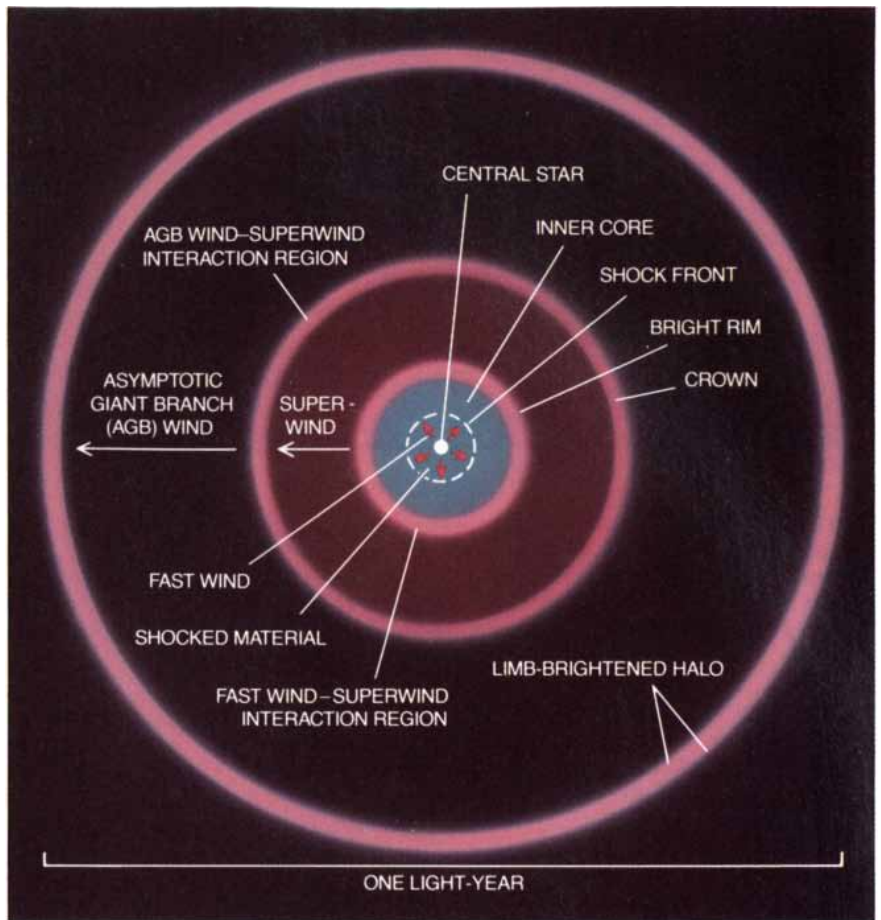 CENTRAL STAR
INNER CORE
AGB WIND–SUPERWIND
INTERACTION REGION
SHOCK FRONT
BRIGHT RIM
CROWN
ASYMPTOTIC
GIANT BRANCH
(AGB) WIND
SUPER -
WIND
FAST WIND
SHOCKED MATERIAL
FAST WIND–SUPERWIND
INTERACTION REGION
LIMB-BRIGHTENED HALO
ONE LIGHT-YEAR